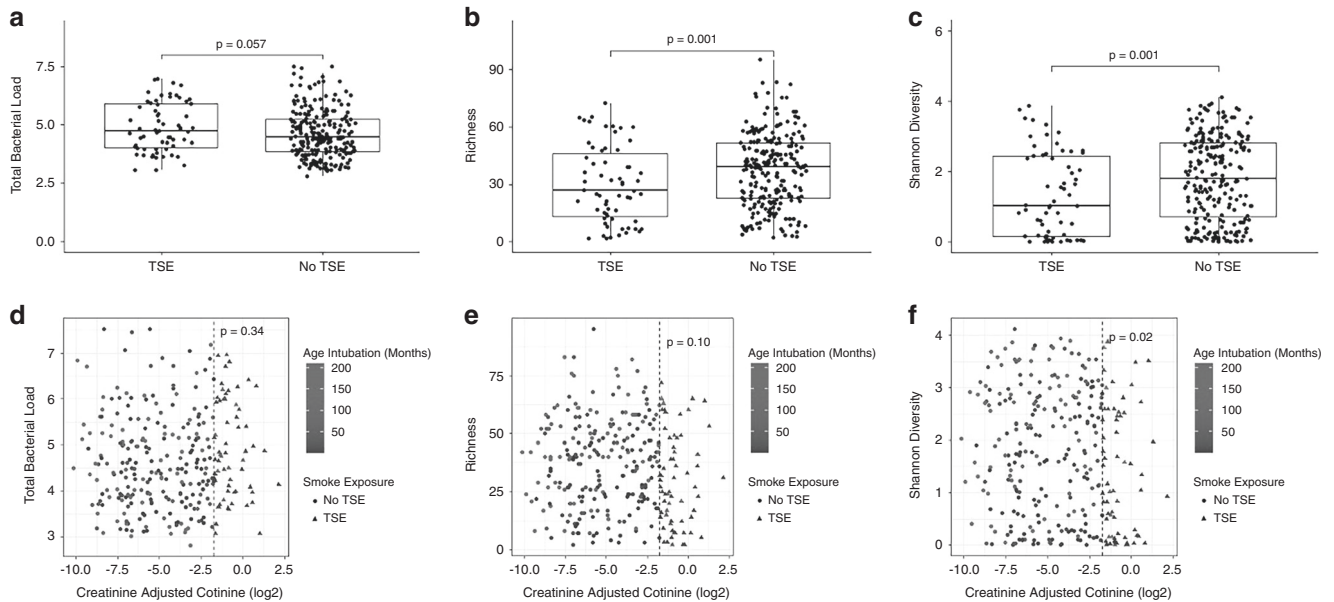 a
p = 0.057
Total Bacterial Load
7.5
5.0
2.5
0.0
TSE
No TSE
b
p = 0.001
Richness
90
60
30
0
TSE
No TSE
c
p = 0.001
Shannon Diversity
6
4
2
0
TSE
No TSE
d
p = 0.34
Total Bacterial Load
7
6
5
4
3
-10.0 -7.5 -5.0 -2.5 0.0 2.5
Creatinine Adjusted Cotinine (log2)
Age Intubation (Months)
200
150
100
50
Smoke Exposure
No TSE
TSE
e
p = 0.10
Richness
75
50
25
0
-10.0 -7.5 -5.0 -2.5 0.0 2.5
Creatinine Adjusted Cotinine (log2)
Age Intubation (Months)
200
150
100
50
Smoke Exposure
No TSE
TSE
f
p = 0.02
Shannon Diversity
4
3
2
1
0
-10.0 -7.5 -5.0 -2.5 0.0 2.5
Creatinine Adjusted Cotinine (log2)
Age Intubation (Months)
200
150
100
50
Smoke Exposure
No TSE
TSE